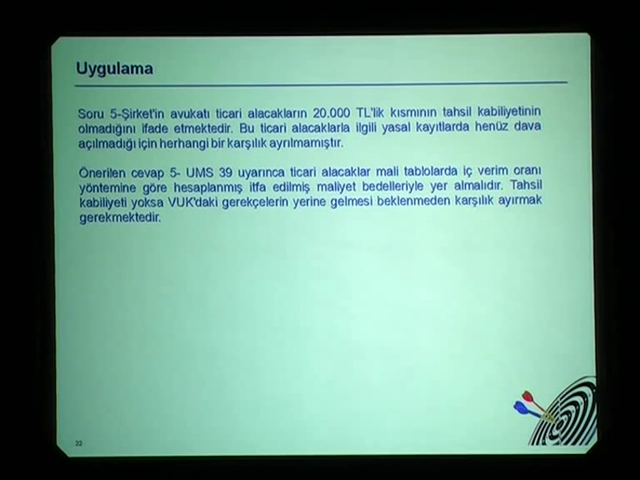 Uygulama
Soru 5-Şirket'in avukatı ticari alacakların 20.000 TL'lik kısmının tahsil kabiliyetinin
olmadığını ifade etmektedir. Bu ticari alacaklarla ilgili yasal kayıtlarda henüz dava
açılmadığı için herhangi bir karşılık ayrılmamıştır.
Önerilen cevap 5- UMS 39 uyarınca ticari alacaklar mali tablolarda iç verim oranı
yöntemine göre hesaplanmış itfa edilmiş maliyet bedelleriyle yer almalıdır. Tahsil
kabiliyeti yoksa VUK'daki gerekçelerin yerine gelmesi beklenmeden karşılık ayırmak
gerekmektedir.
22